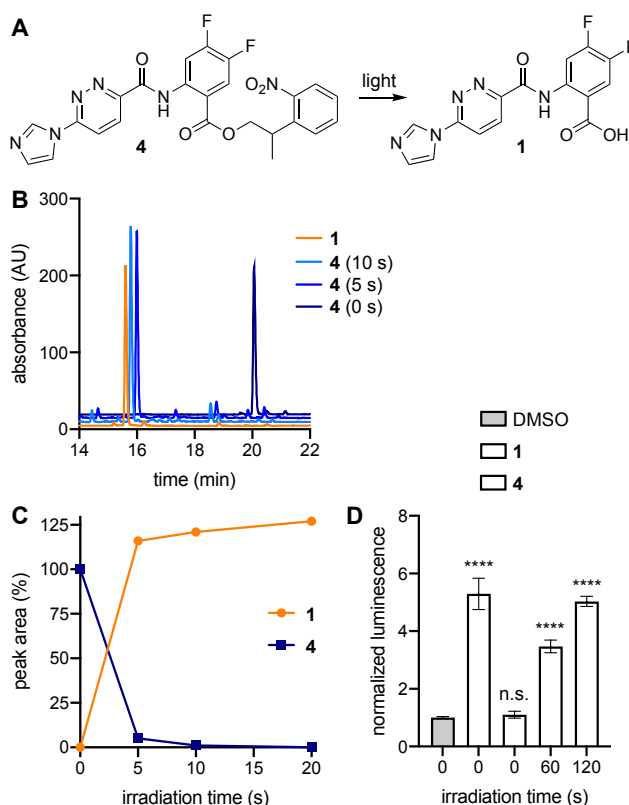 A
F
F
O
N
N
N
H
NO₂
O
O
N
N
4
light
F
F
O
N
N
N
H
O
OH
N
N
1
B
300
200
100
0
absorbance (AU)
14 16 18 20 22
time (min)
1
4 (10 s)
4 (5 s)
4 (0 s)
DMSO
1
4
C
125
100
75
50
25
0
peak area (%)
0 5 10 15 20
irradiation time (s)
1
4
D
8
6
4
2
0
normalized luminescence
****
n.s.
****
****
0 0 0 60 120
irradiation time (s)